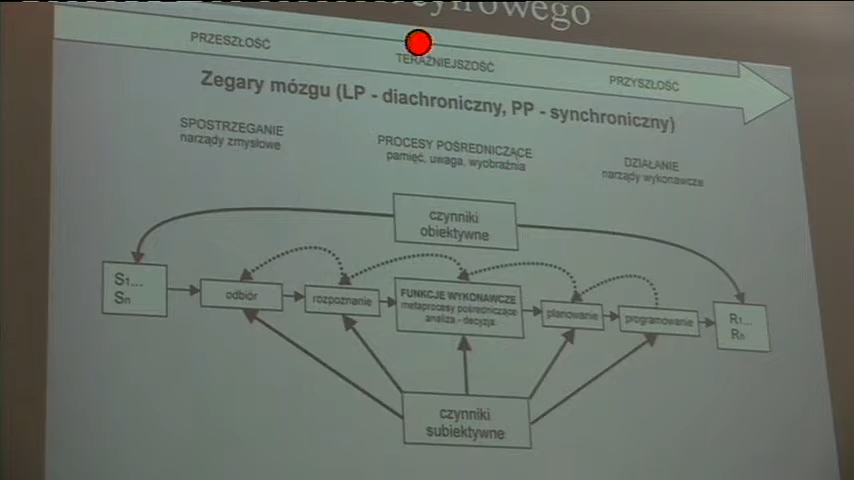 PRZESZŁOŚĆ
TERAŹNIEJSZOŚĆ
PRZYSZŁOŚĆ
Zegary mózgu (LP - diachroniczny, PP - synchroniczny)
SPOSTRZEGANIE
narządy zmysłowe
PROCESY POŚREDNICZĄCE
pamięć, uwaga, wyobraźnia
DZIAŁANIE
narządy wykonawcze
czynniki
obiektywne
S1...
Sn
odbiór
rozpoznanie
FUNKCJE WYKONAWCZE
metaprocesy pośredniczące
analiza - decyzja
planowanie
programowanie
R1...
Rn
czynniki
subiektywne